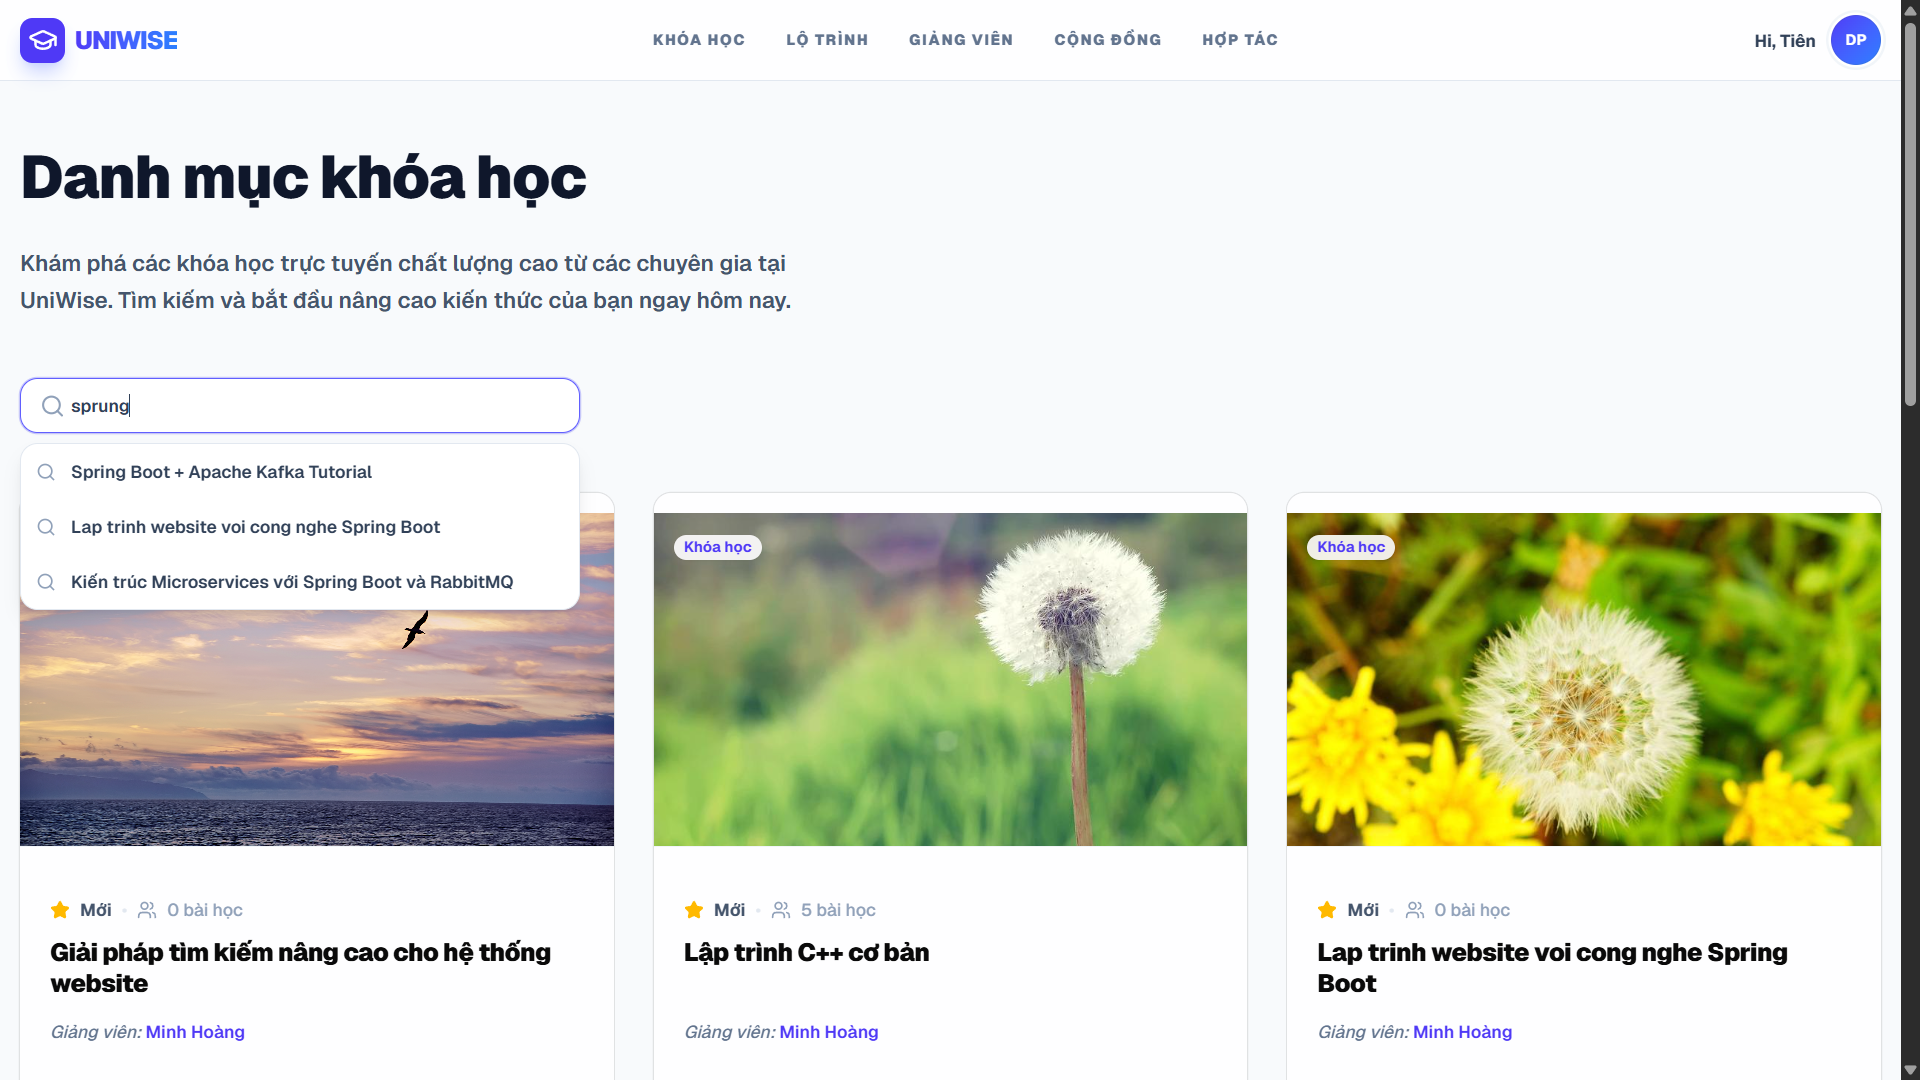 UNIWISE
KHÓA HỌC
LỘ TRÌNH
GIẢNG VIÊN
CỘNG ĐỒNG
HỢP TÁC
Hi, Tiên
DP
Danh mục khóa học
Khám phá các khóa học trực tuyến chất lượng cao từ các chuyên gia tại
UniWise. Tìm kiếm và bắt đầu nâng cao kiến thức của bạn ngay hôm nay.
sprung
Spring Boot + Apache Kafka Tutorial
Lap trinh website voi cong nghe Spring Boot
Kiến trúc Microservices với Spring Boot và RabbitMQ
Khóa học
Khóa học
Mới • 0 bài học
Giải pháp tìm kiếm nâng cao cho hệ thống
website
Giảng viên: Minh Hoàng
Mới • 5 bài học
Lập trình C++ cơ bản
Giảng viên: Minh Hoàng
Mới • 0 bài học
Lap trinh website voi cong nghe Spring
Boot
Giảng viên: Minh Hoàng